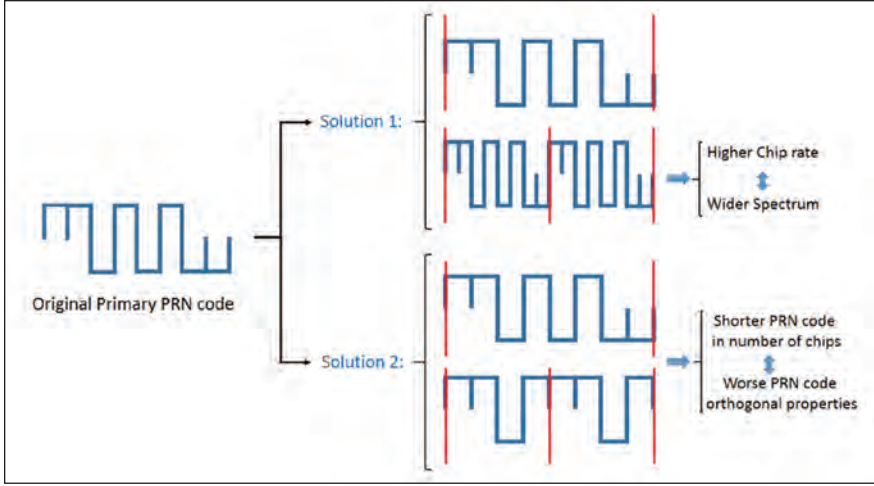 Solution 1:
Higher Chip rate
Wider Spectrum
Original Primary PRN code
Solution 2:
Shorter PRN code
in number of chips
Worse PRN code
orthogonal properties